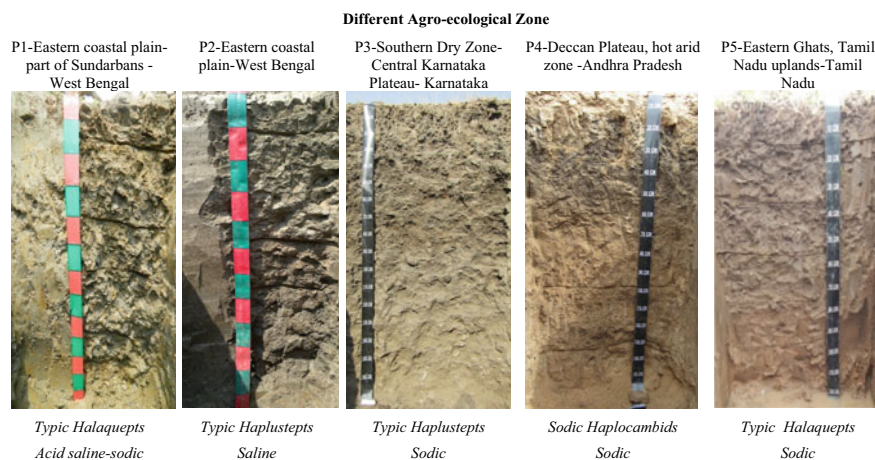 Different Agro-ecological Zone
P1-Eastern coastal plain-
part of Sundarbans -
West Bengal
P2-Eastern coastal
plain-West Bengal
P3-Southern Dry Zone-
Central Karnataka
Plateau- Karnataka
P4-Deccan Plateau, hot arid
zone -Andhra Pradesh
P5-Eastern Ghats, Tamil
Nadu uplands-Tamil
Nadu
Typic Halaquepts
Acid saline-sodic
Typic Haplustepts
Saline
Typic Haplustepts
Sodic
Sodic Haplocambids
Sodic
Typic Halaquepts
Sodic